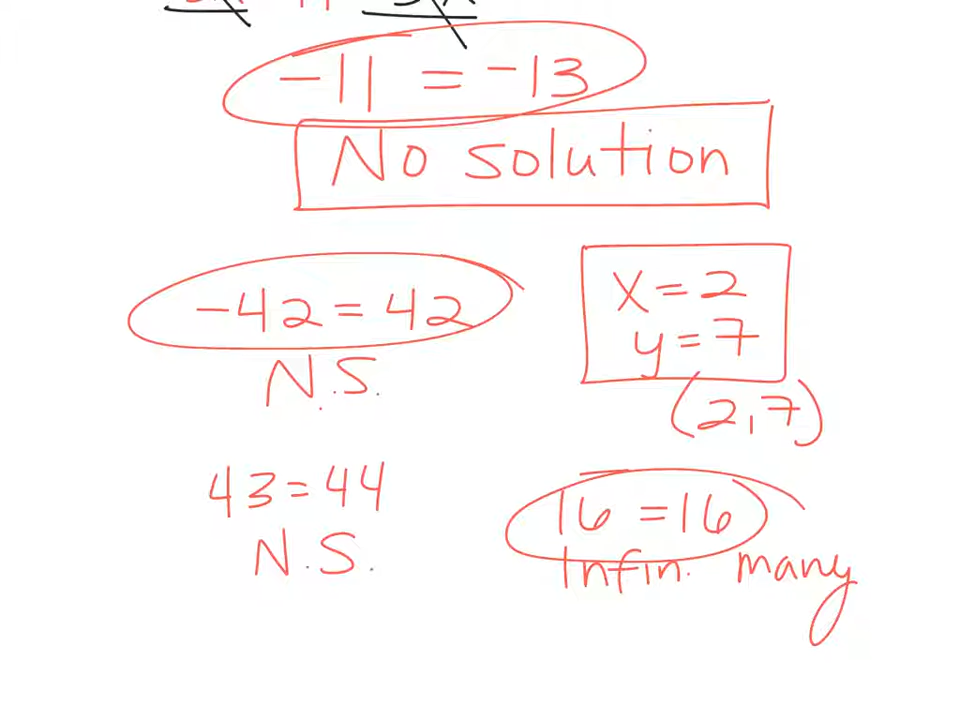 -11 = -13
No solution
-42 = 42
N.S.
x = 2
y = 7
(2,7)
43 = 44
N.S.
16 = 16
Infin. many